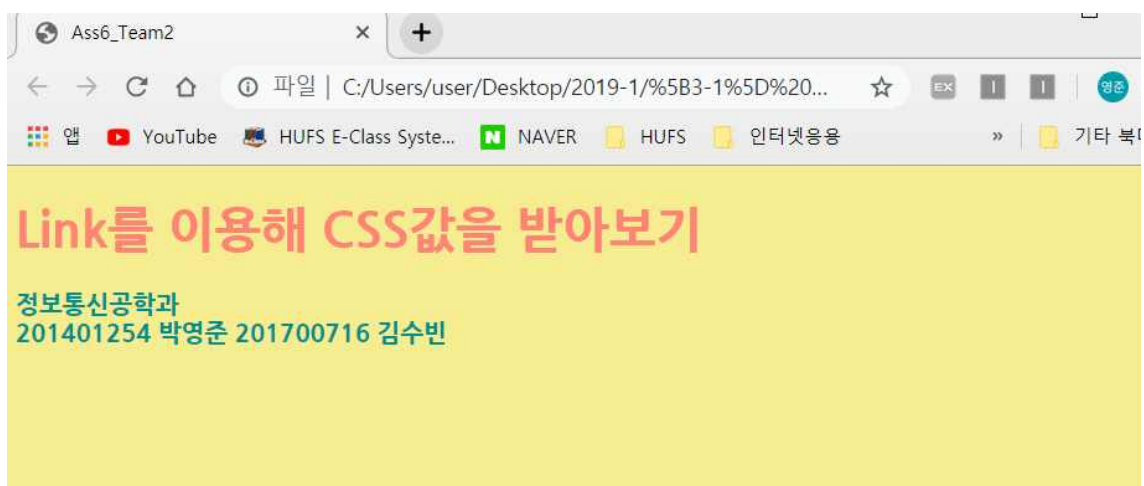 Ass6_Team2
파일 | C:/Users/user/Desktop/2019-1/%5B3-1%5D%20...
EX
영준
앱 YouTube HUFS E-Class Syste... N NAVER HUFS 인터넷응용 » 기타 북
Link를 이용해 CSS값을 받아보기
정보통신공학과
201401254 박영준 201700716 김수빈